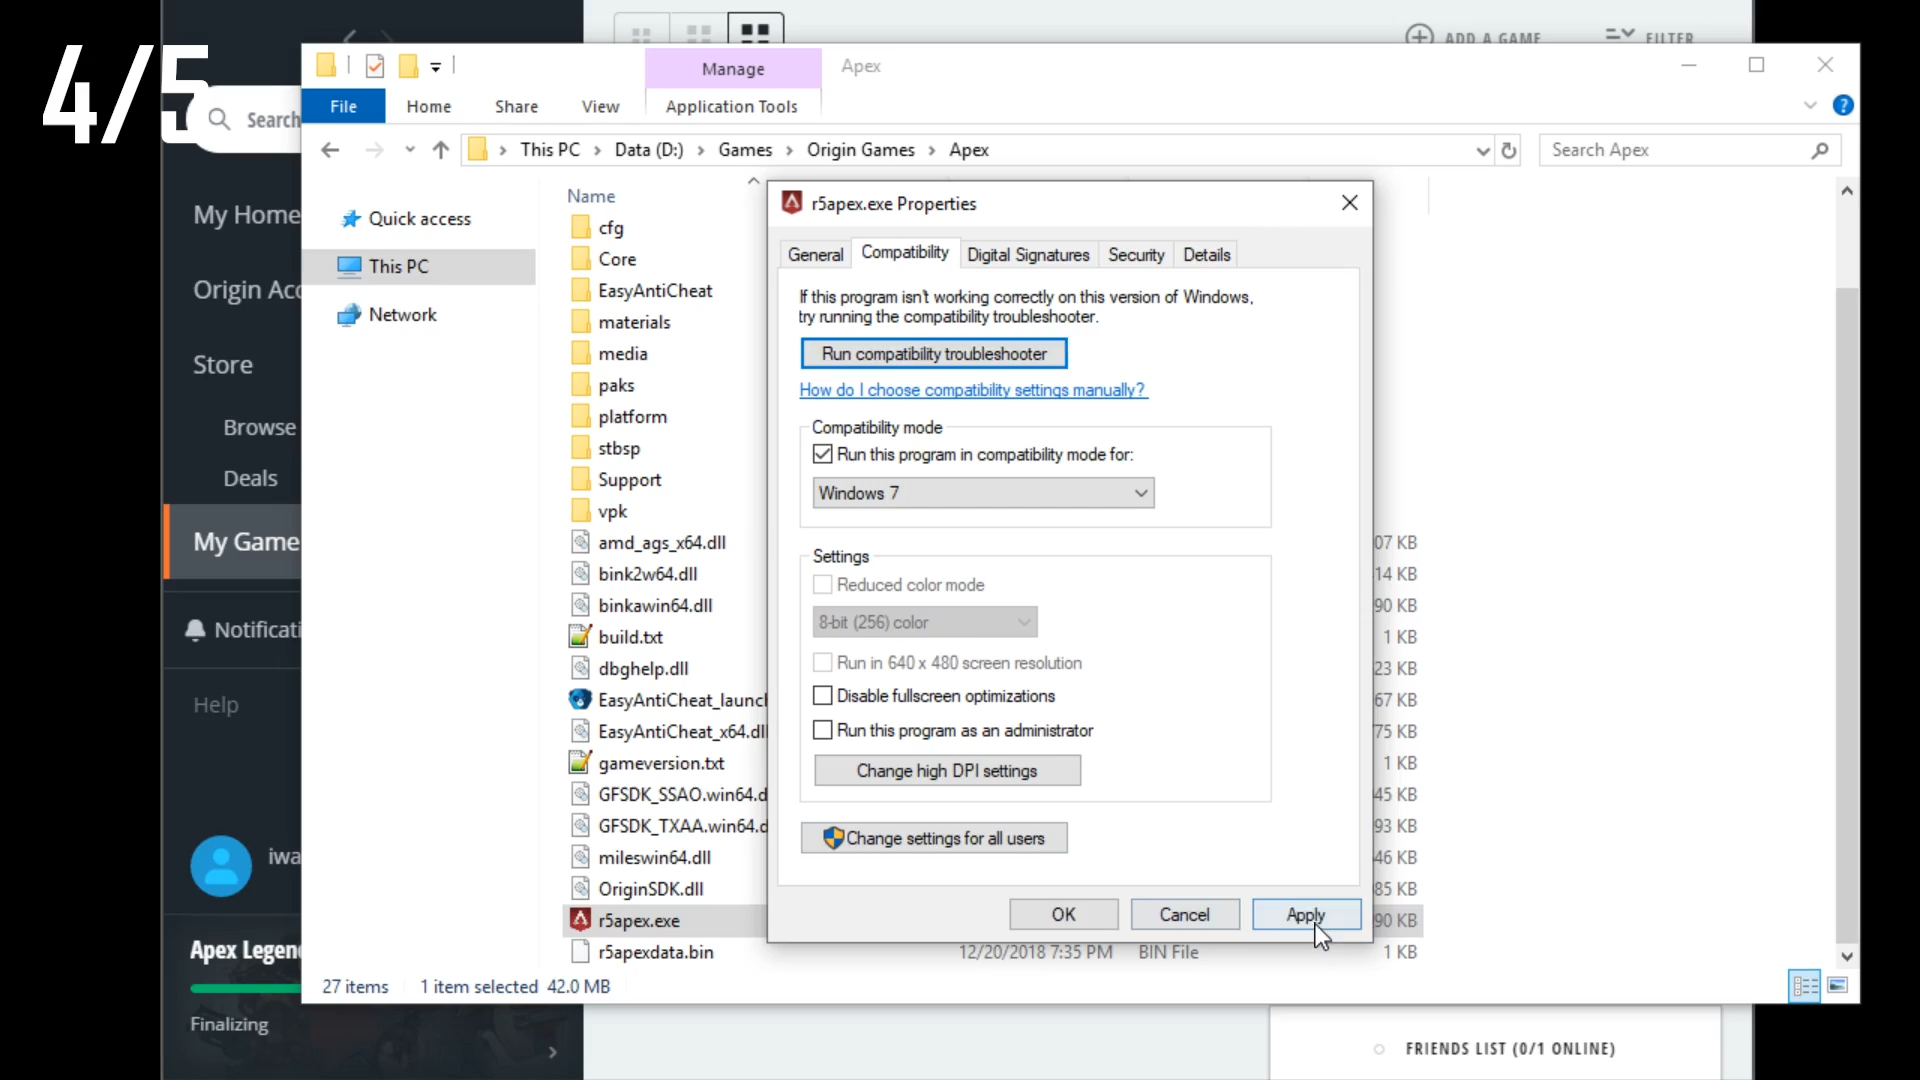 4/5
ADD A GAME
FILTER
Manage
Apex
File
Home
Share
View
Application Tools
Search
This PC
Data (D:)
Games
Origin Games
Apex
Search Apex
My Home
Origin Acc
Store
Browse
Deals
My Game
Notificati
Help
iwa
Apex Legen
Finalizing
Quick access
This PC
Network
Name
cfg
Core
EasyAntiCheat
materials
media
paks
platform
stbsp
Support
vpk
amd_ags_x64.dll
07 KB
bink2w64.dll
14 KB
binkawin64.dll
90 KB
build.txt
1 KB
dbghelp.dll
23 KB
EasyAntiCheat_launch
67 KB
EasyAntiCheat_x64.dll
75 KB
gameversion.txt
1 KB
GFSDK_SSAO.win64.d
45 KB
GFSDK_TXAA.win64.d
93 KB
mileswin64.dll
46 KB
OriginSDK.dll
85 KB
r5apex.exe
90 KB
r5apexdata.bin
12/20/2018 7:35 PM
BIN File
1 KB
27 items
1 item selected 42.0 MB
r5apex.exe Properties
General
Compatibility
Digital Signatures
Security
Details
If this program isn't working correctly on this version of Windows,
try running the compatibility troubleshooter.
Run compatibility troubleshooter
How do I choose compatibility settings manually?
Compatibility mode
Run this program in compatibility mode for:
Windows 7
Settings
Reduced color mode
8-bit (256) color
Run in 640 x 480 screen resolution
Disable fullscreen optimizations
Run this program as an administrator
Change high DPI settings
Change settings for all users
OK
Cancel
Apply
FRIENDS LIST (0/1 ONLINE)